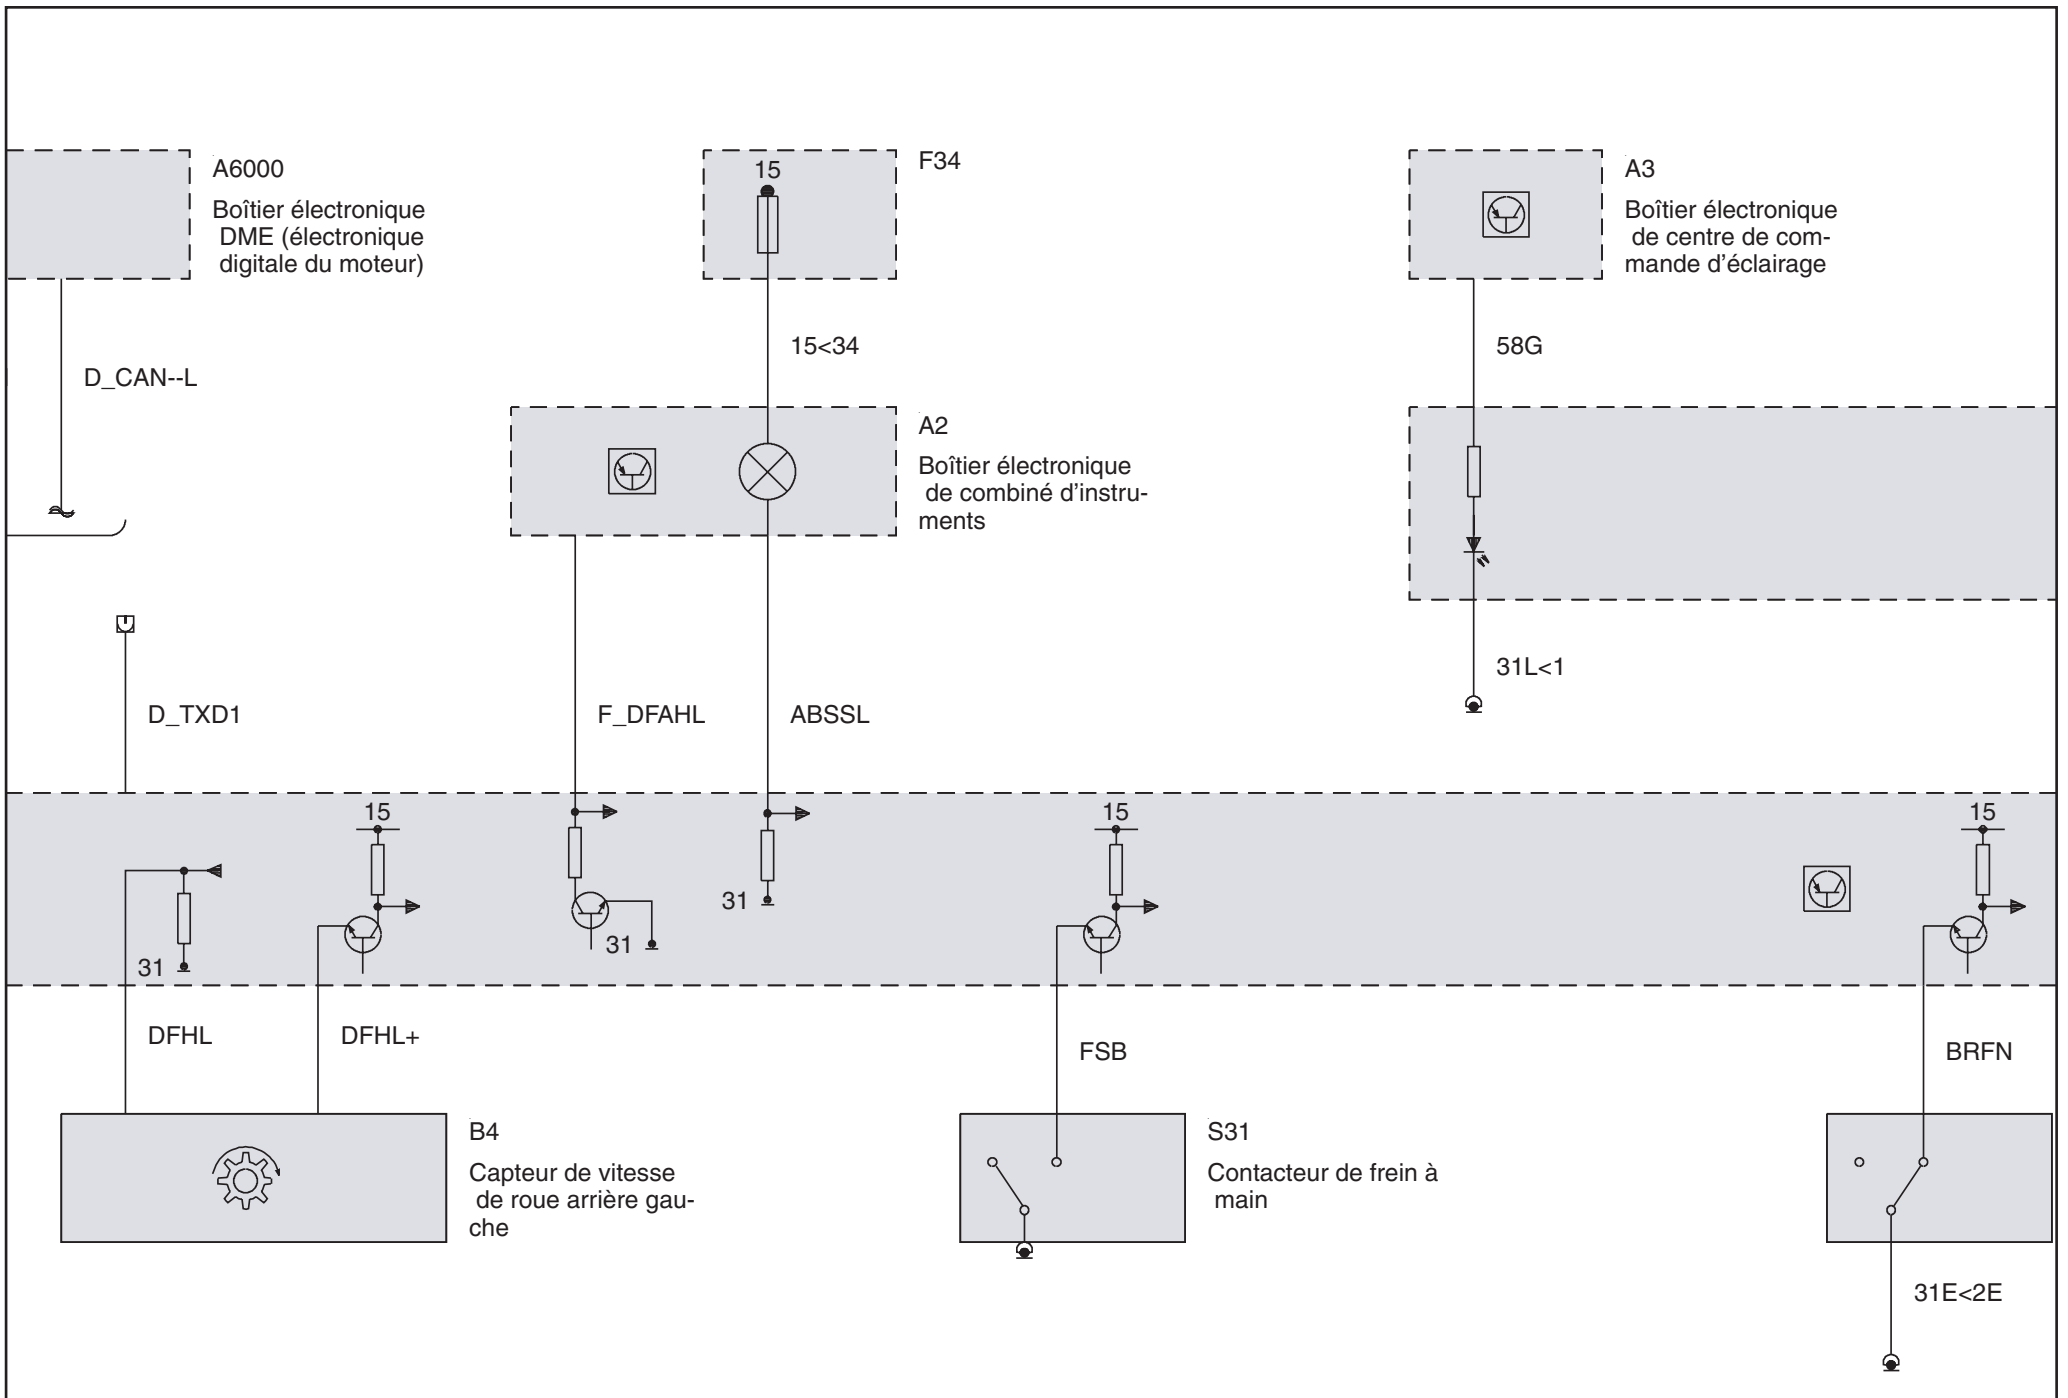 A6000
Boîtier électronique
DME (électronique
digitale du moteur)
15
F34
A3
Boîtier électronique
de centre de com-
mande d'éclairage
15<34
58G
D_CAN--L
A2
Boîtier électronique
de combiné d'instru-
ments
31L<1
D_TXD1
F_DFAHL
ABSSL
15
15
15
31
31
31
DFHL
DFHL+
FSB
BRFN
B4
Capteur de vitesse
de roue arrière gau-
che
S31
Contacteur de frein à
main
31E<2E